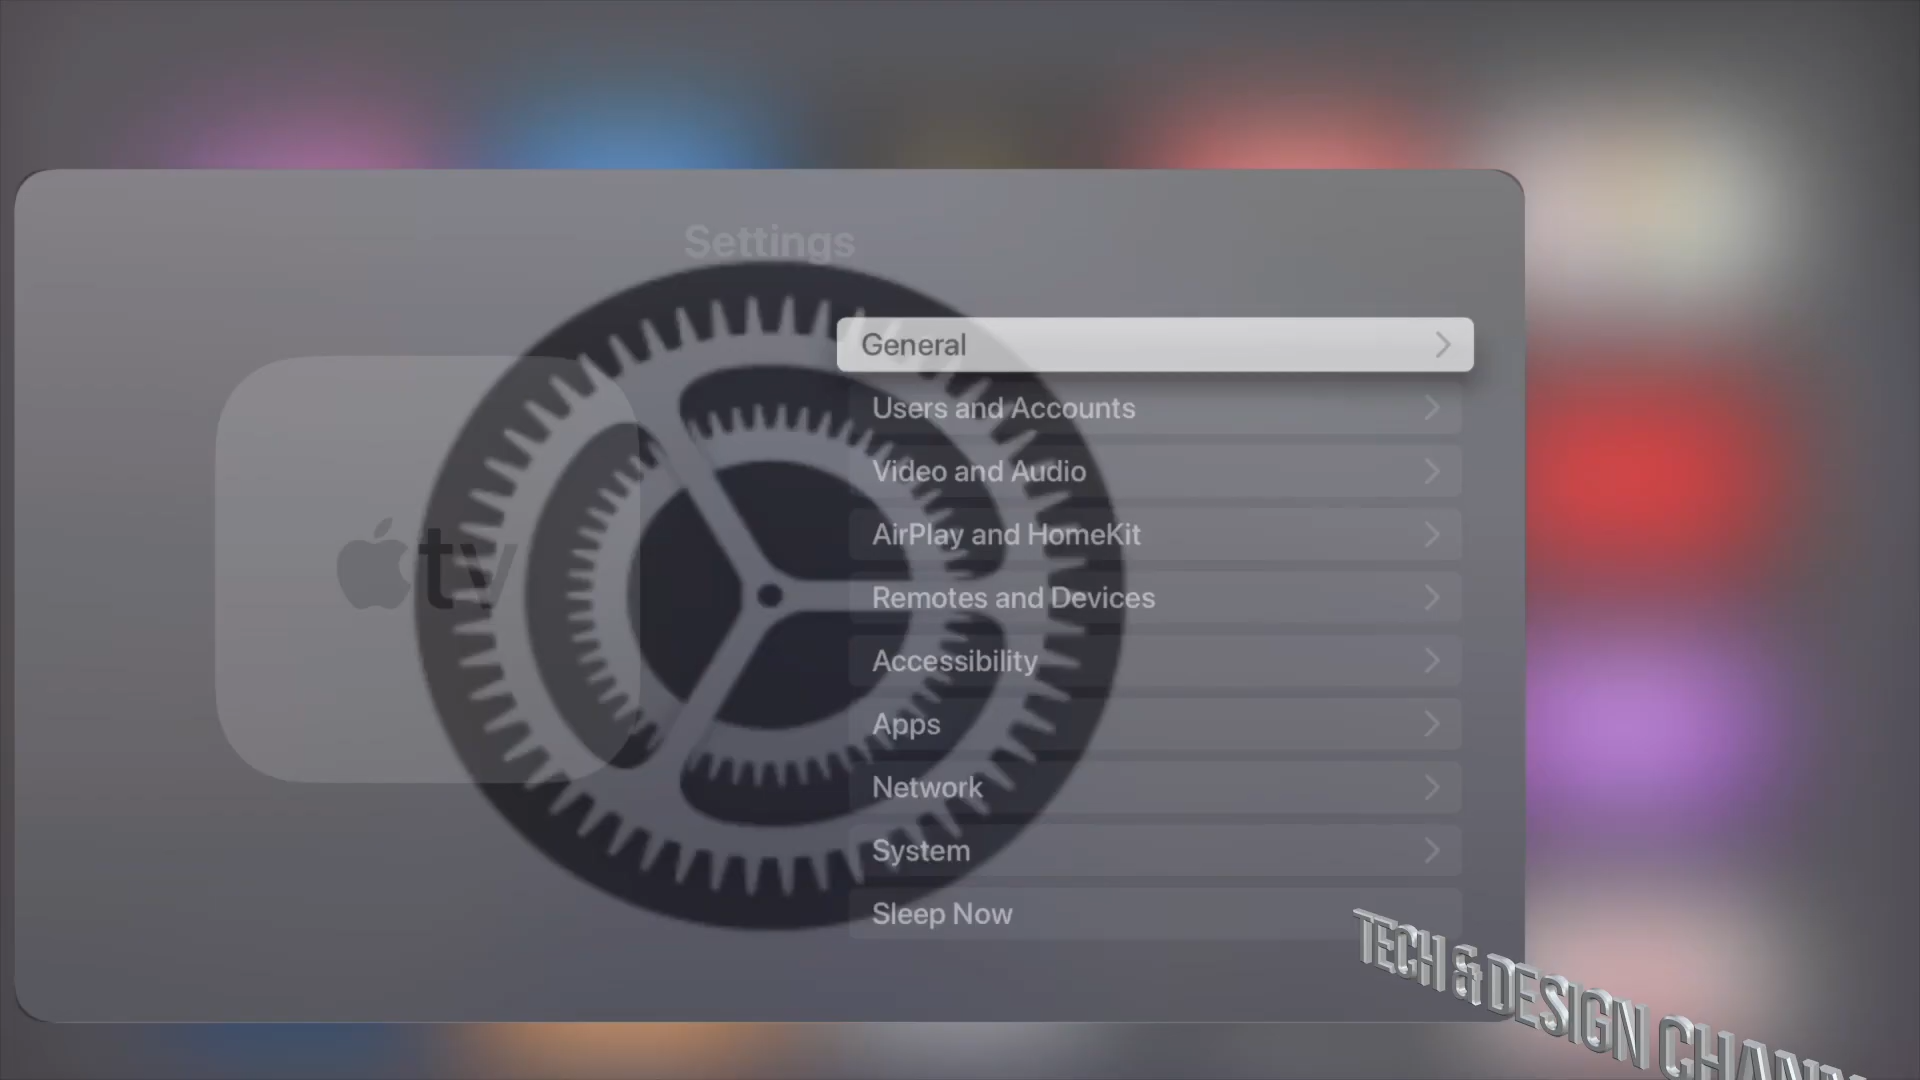 Settings
General
Users and Accounts
Video and Audio
AirPlay and HomeKit
Remotes and Devices
Accessibility
Apps
Network
System
Sleep Now
tv
TECH & DESIGN